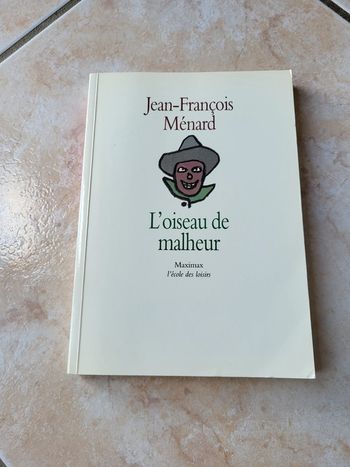 Jean-François
Ménard
L'oiseau de
malheur
Maximax
l'école des loisirs